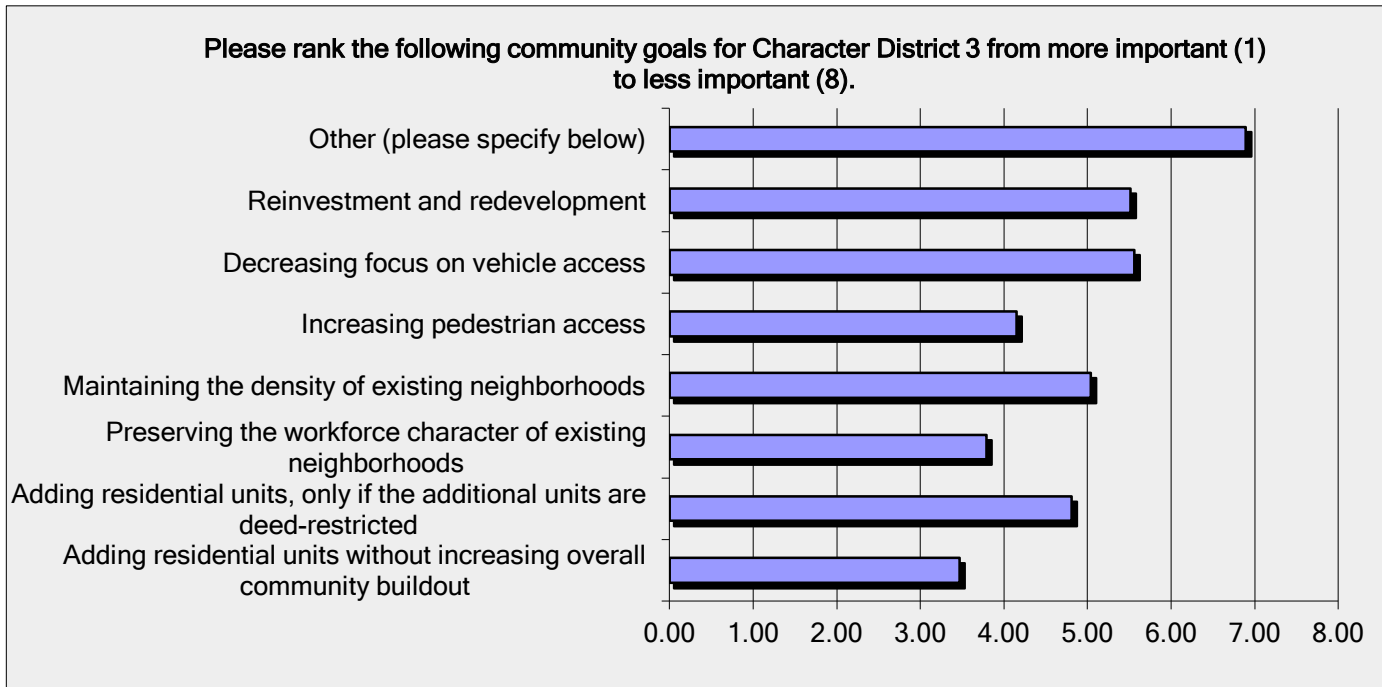 Please rank the following community goals for Character District 3 from more important (1)
to less important (8).
Other (please specify below)
Reinvestment and redevelopment
Decreasing focus on vehicle access
Increasing pedestrian access
Maintaining the density of existing neighborhoods
Preserving the workforce character of existing
neighborhoods
Adding residential units, only if the additional units are
deed-restricted
Adding residential units without increasing overall
community buildout
0.00 1.00 2.00 3.00 4.00 5.00 6.00 7.00 8.00